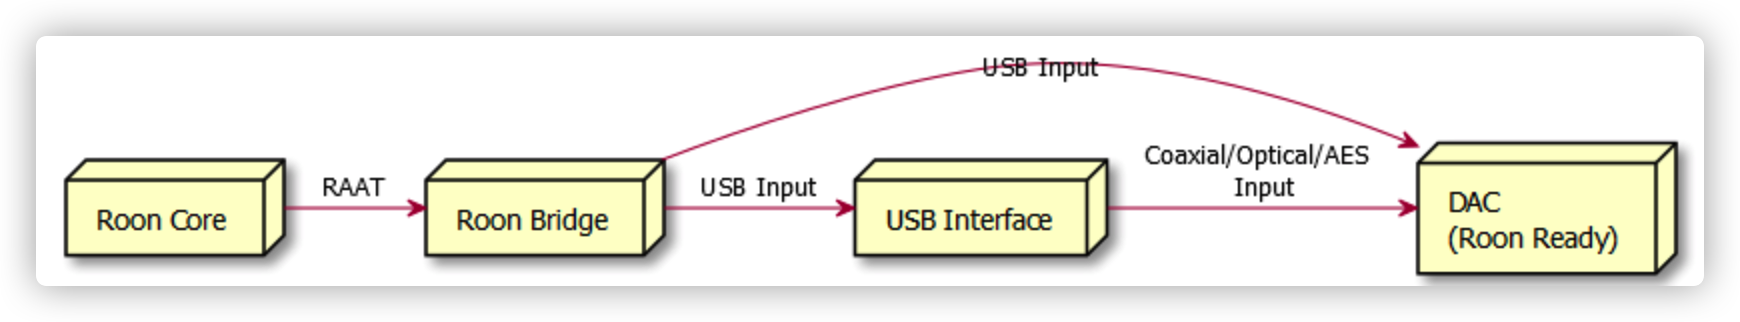 USB Input
Coaxial/Optical/AES
Input
RAAT
USB Input
Roon Core
Roon Bridge
USB Interface
DAC
(Roon Ready)